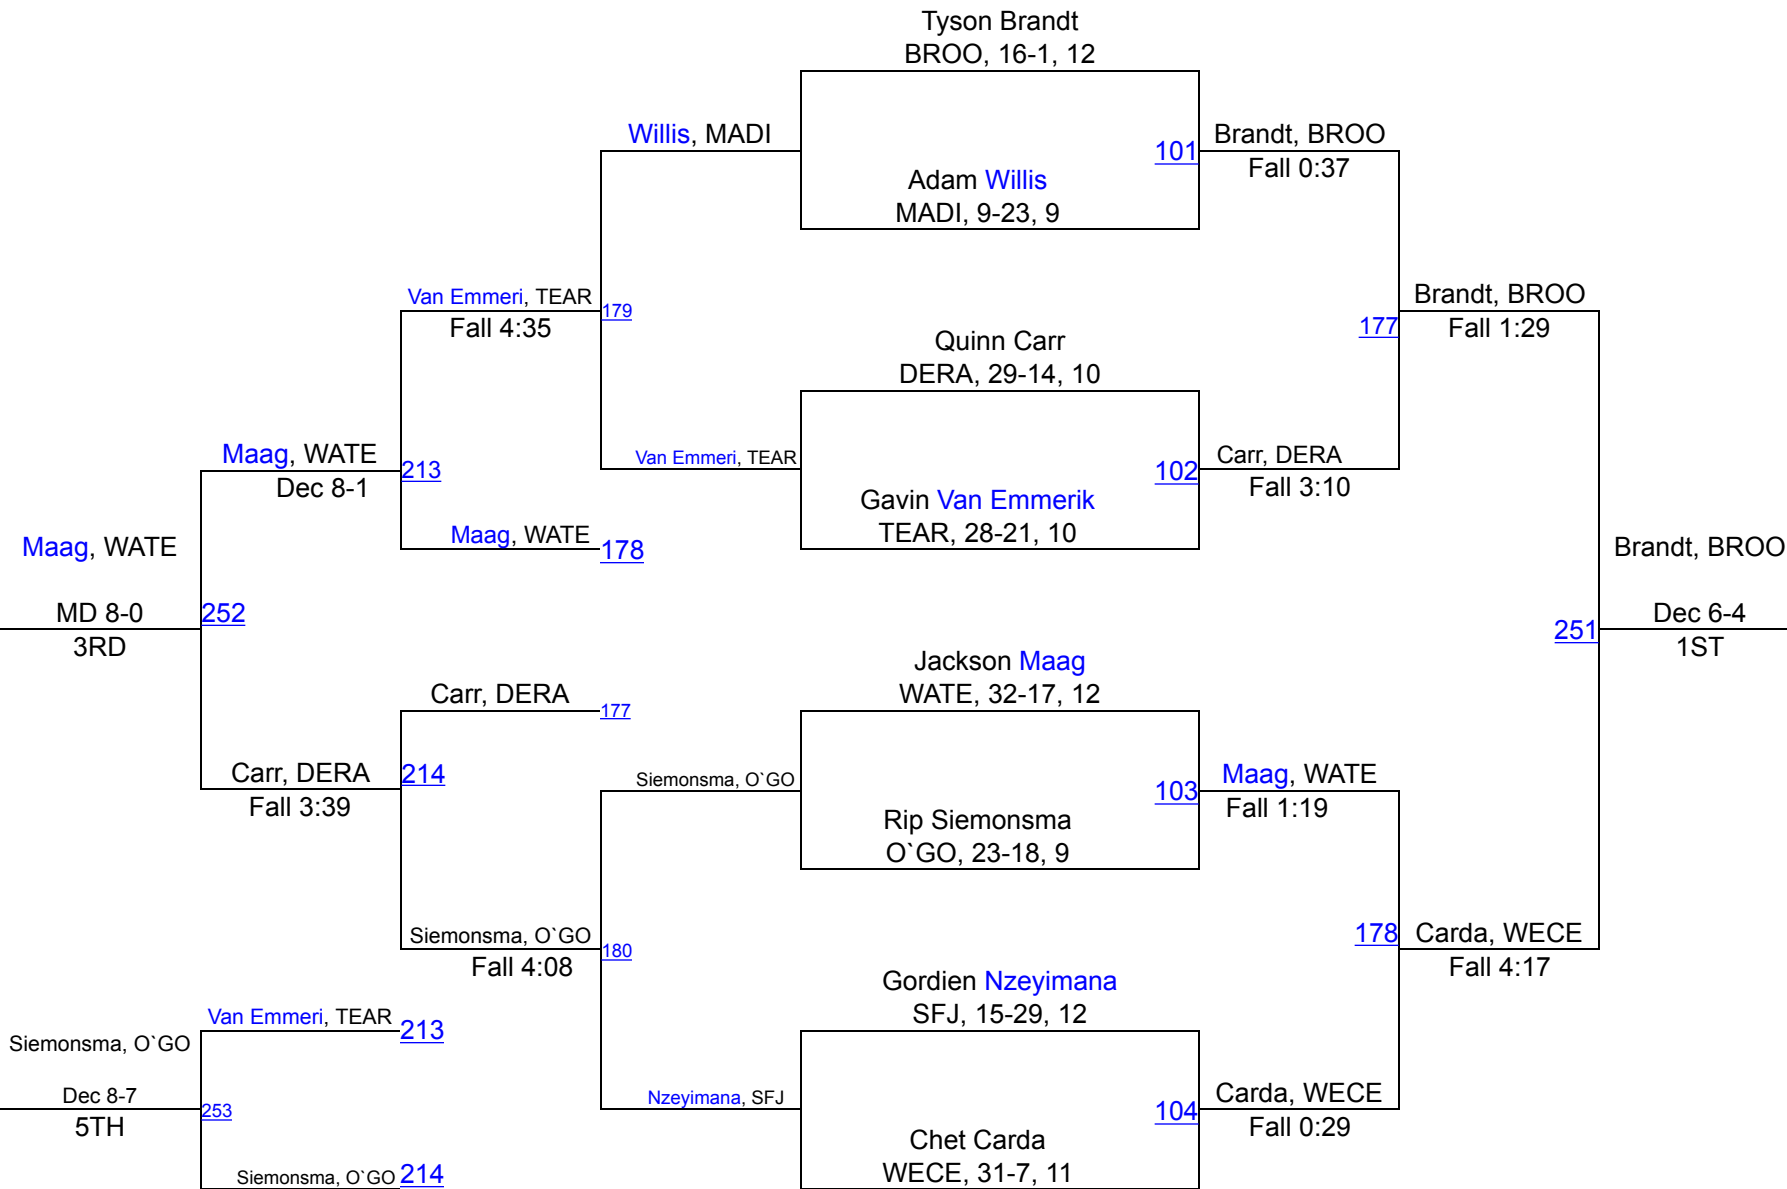 Tyson Brandt
BROO, 16-1, 12
Willis, MADI
101
Brandt, BROO
Fall 0:37
Adam Willis
MADI, 9-23, 9
Van Emmeri, TEAR
179
Fall 4:35
Brandt, BROO
177
Fall 1:29
Quinn Carr
DERA, 29-14, 10
Maag, WATE
213
Dec 8-1
Van Emmeri, TEAR
102
Carr, DERA
Fall 3:10
Gavin Van Emmerik
TEAR, 28-21, 10
Maag, WATE
178
Maag, WATE
MD 8-0
252
3RD
Brandt, BROO
251
Dec 6-4
1ST
Jackson Maag
WATE, 32-17, 12
Carr, DERA
177
Carr, DERA
214
Fall 3:39
Siemonsma, O`GO
103
Maag, WATE
Fall 1:19
Rip Siemonsma
O`GO, 23-18, 9
Siemonsma, O`GO
180
Fall 4:08
178
Carda, WECE
Fall 4:17
Gordien Nzeyimana
SFJ, 15-29, 12
Van Emmeri, TEAR
213
Siemonsma, O`GO
Dec 8-7
253
5TH
Nzeyimana, SFJ
104
Carda, WECE
Fall 0:29
Chet Carda
WECE, 31-7, 11
Siemonsma, O`GO
214